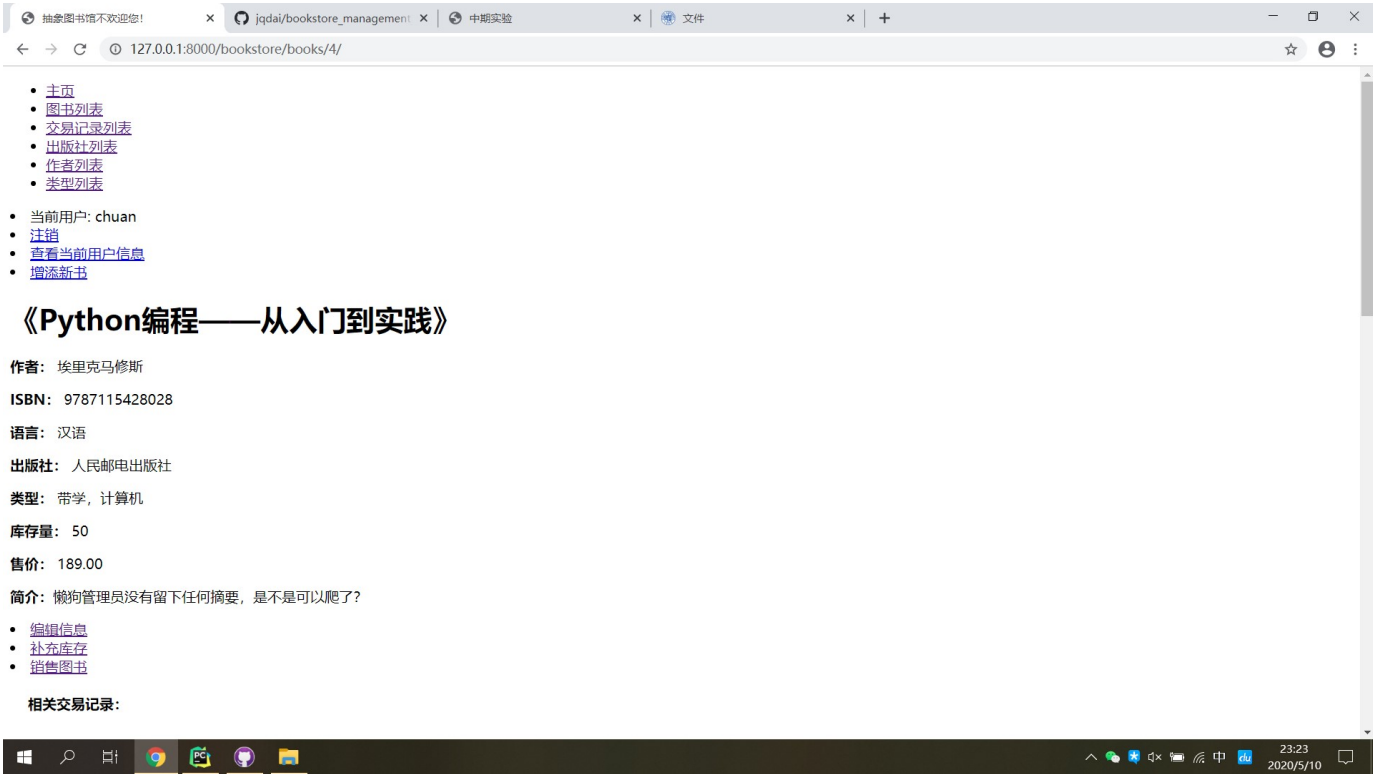 抽象图书馆不欢迎您!
jqdai/bookstore_management
中期实验
文件
127.0.0.1:8000/bookstore/books/4/
主页
图书列表
交易记录列表
出版社列表
作者列表
类型列表
当前用户: chuan
注销
查看当前用户信息
增添新书
《Python编程——从入门到实践》
作者： 埃里克马修斯
ISBN： 9787115428028
语言： 汉语
出版社： 人民邮电出版社
类型： 带学，计算机
库存量： 50
售价： 189.00
简介：懒狗管理员没有留下任何摘要，是不是可以爬了？
编辑信息
补充库存
销售图书
相关交易记录：
PC
中
du
23:23
2020/5/10